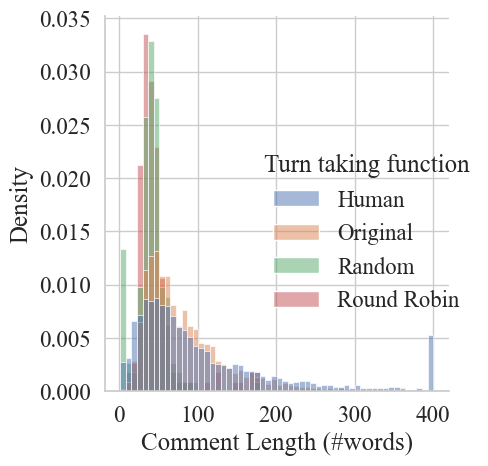 0.035
0.030
0.025
0.020
0.015
0.010
0.005
0.000
Density
Turn taking function
Human
Original
Random
Round Robin
0 100 200 300 400
Comment Length (#words)